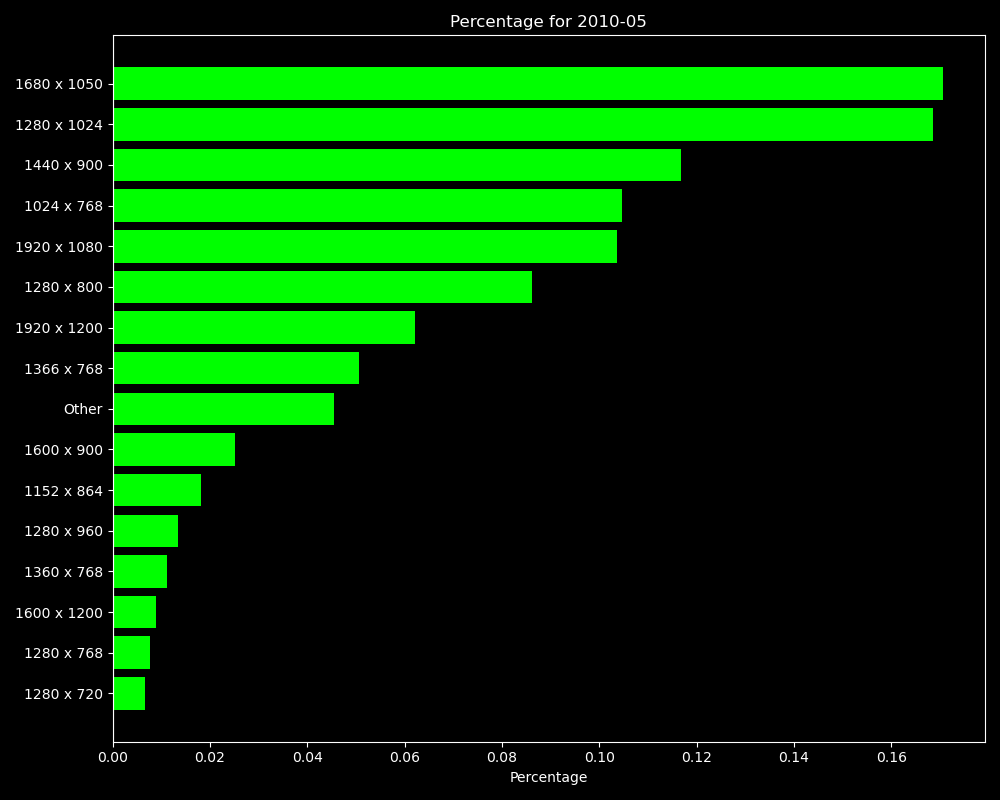 Percentage for 2010-05
1680 x 1050
1280 x 1024
1440 x 900
1024 x 768
1920 x 1080
1280 x 800
1920 x 1200
1366 x 768
Other
1600 x 900
1152 x 864
1280 x 960
1360 x 768
1600 x 1200
1280 x 768
1280 x 720
0.00 0.02 0.04 0.06 0.08 0.10 0.12 0.14 0.16
Percentage